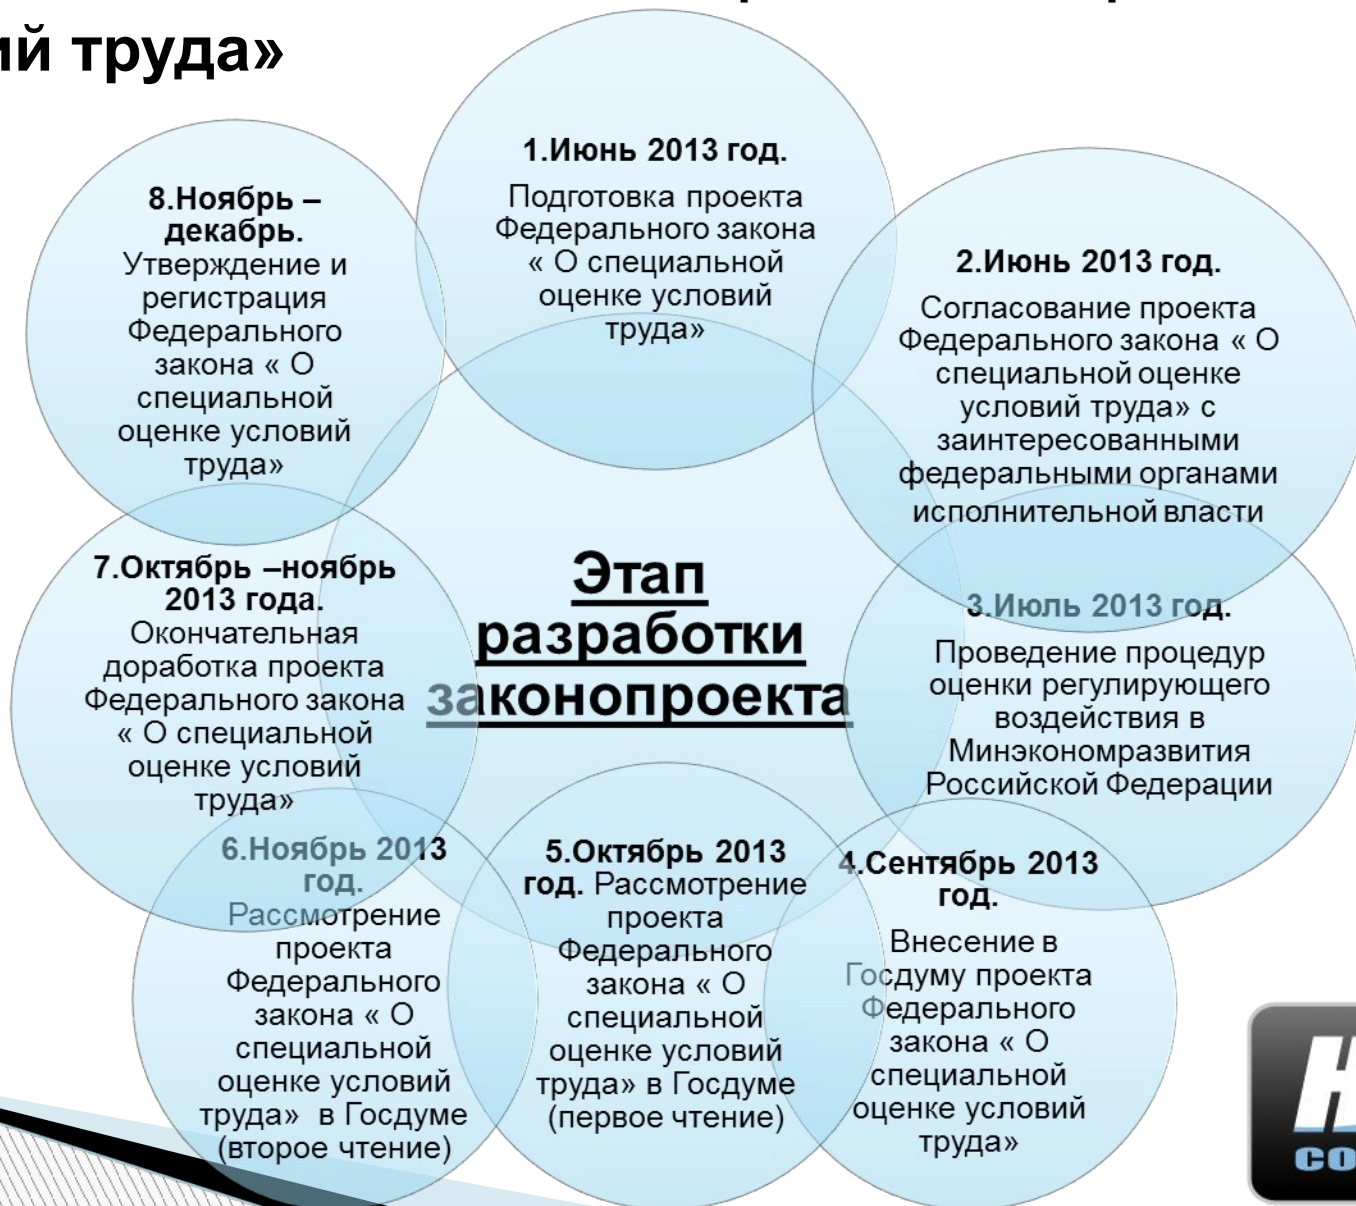 труда»
1.Июнь 2013 год.
Подготовка проекта
Федерального закона
« О специальной
оценке условий
труда»
2.Июнь 2013 год.
Согласование проекта
Федерального закона « О
специальной оценке
условий труда» с
заинтересованными
федеральными органами
исполнительной власти
3.Июль 2013 год.
Проведение процедур
оценки регулирующего
воздействия в
Минэкономразвития
Российской Федерации
4.Сентябрь 2013
год.
Внесение в
Госдуму проекта
Федерального
закона « О
специальной
оценке условий
труда»
5.Октябрь 2013
год. Рассмотрение
проекта
Федерального
закона « О
специальной
оценке условий
труда» в Госдуме
(первое чтение)
6.Ноябрь 2013
год.
Рассмотрение
проекта
Федерального
закона « О
специальной
оценке условий
труда»  в Госдуме
(второе чтение)
7.Октябрь –ноябрь
2013 года.
Окончательная
доработка проекта
Федерального закона
« О специальной
оценке условий
труда»
8.Ноябрь –
декабрь.
Утверждение и
регистрация
Федерального
закона « О
специальной
оценке условий
труда»
Этап
разработки
законопроекта